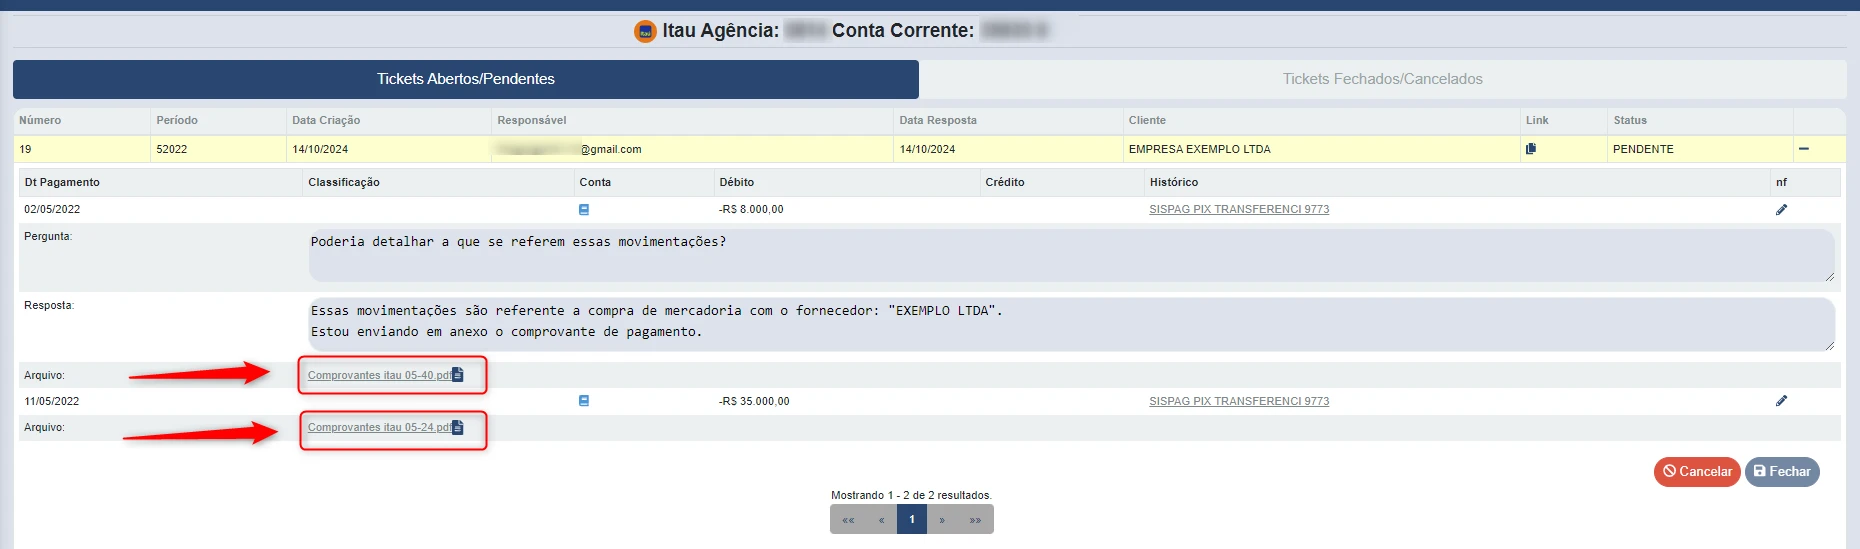 Itau Agência: Conta Corrente:
Tickets Abertos/Pendentes Tickets Fechados/Cancelados
Número Período Data Criação Responsável Data Resposta Cliente Link Status
19 52022 14/10/2024 @gmail.com 14/10/2024 EMPRESA EXEMPLO LTDA PENDENTE
Dt Pagamento Classificação Conta Débito Crédito Histórico nf
02/05/2022 -R$ 8.000,00 SISPAG PIX TRANSFERENCI 9773
Pergunta: Poderia detalhar a que se referem essas movimentações?
Resposta: Essas movimentações são referente a compra de mercadoria com o fornecedor: "EXEMPLO LTDA".
Estou enviando em anexo o comprovante de pagamento.
Arquivo: Comprovantes itau 05-40.pdf
11/05/2022 -R$ 35.000,00 SISPAG PIX TRANSFERENCI 9773
Arquivo: Comprovantes itau 05-24.pdf
Cancelar Fechar
Mostrando 1 - 2 de 2 resultados.
«« « 1 » »»